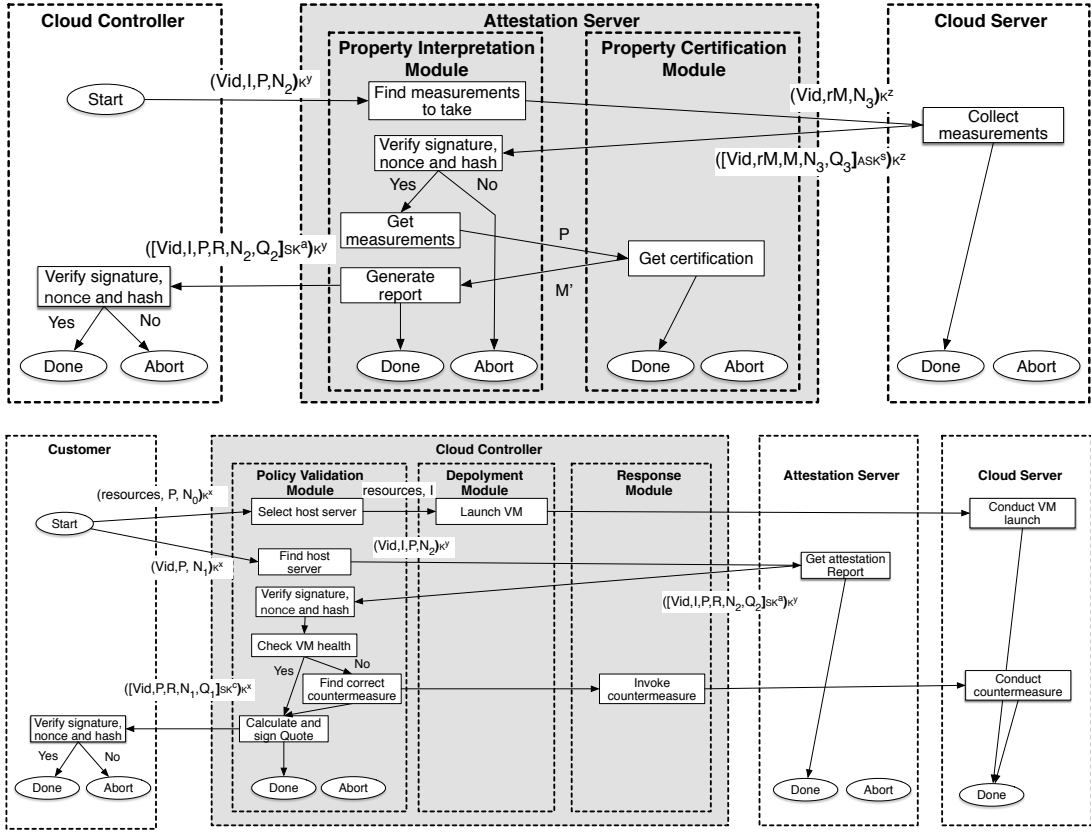 Cloud Controller
Attestation Server
Cloud Server
Property Interpretation
Module
Property Certification
Module
Start
(Vid,I,P,N2)Ky
Find measurements
to take
(Vid,rM,N3)Kz
Collect
measurements
Verify signature,
nonce and hash
([Vid,rM,M,N3,Q3]ASKs)Kz
Yes
No
Get
measurements
P
([Vid,I,P,R,N2,Q2]SKa)Ky
Get certification
Verify signature,
nonce and hash
Generate
report
M'
Yes
No
Done
Abort
Done
Abort
Done
Abort
Done
Abort
Customer
Cloud Controller
Policy Validation
Module
Depolyment
Module
Response
Module
Attestation Server
Cloud Server
(resources, P, N0)Kx
resources, I
Start
Select host server
Launch VM
Conduct VM
launch
(Vid,P, N1)Kx
Find host
server
(Vid,I,P,N2)Ky
Get attestation
Report
Verify signature,
nonce and hash
([Vid,I,P,R,N2,Q2]SKa)Ky
Check VM health
Yes
No
([Vid,P,R,N1,Q1]SKc)Kx
Find correct
countermeasure
Invoke
countermeasure
Conduct
countermeasure
Verify signature,
nonce and hash
Calculate and
sign Quote
Yes
No
Done
Abort
Done
Abort
Done
Abort
Done